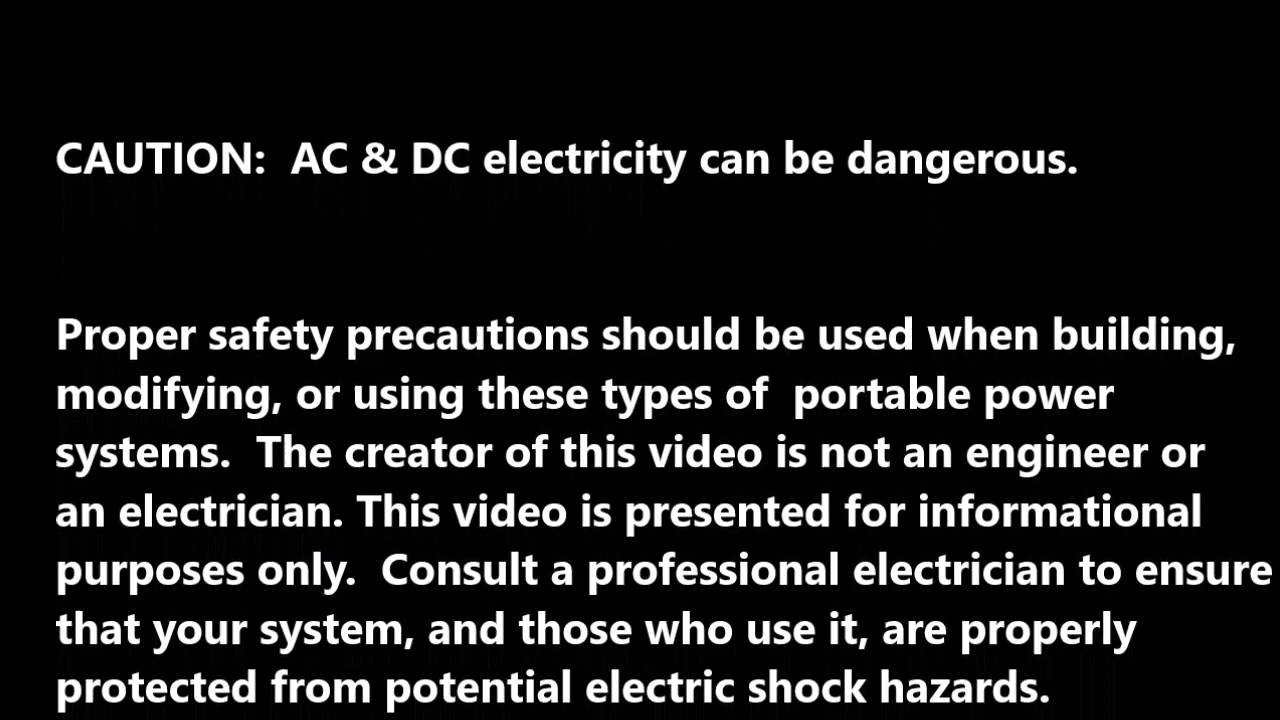 CAUTION:  AC & DC electricity can be dangerous.
Proper safety precautions should be used when building,
modifying, or using these types of  portable power
systems.  The creator of this video is not an engineer or
an electrician. This video is presented for informational
purposes only.  Consult a professional electrician to ensure
that your system, and those who use it, are properly
protected from potential electric shock hazards.